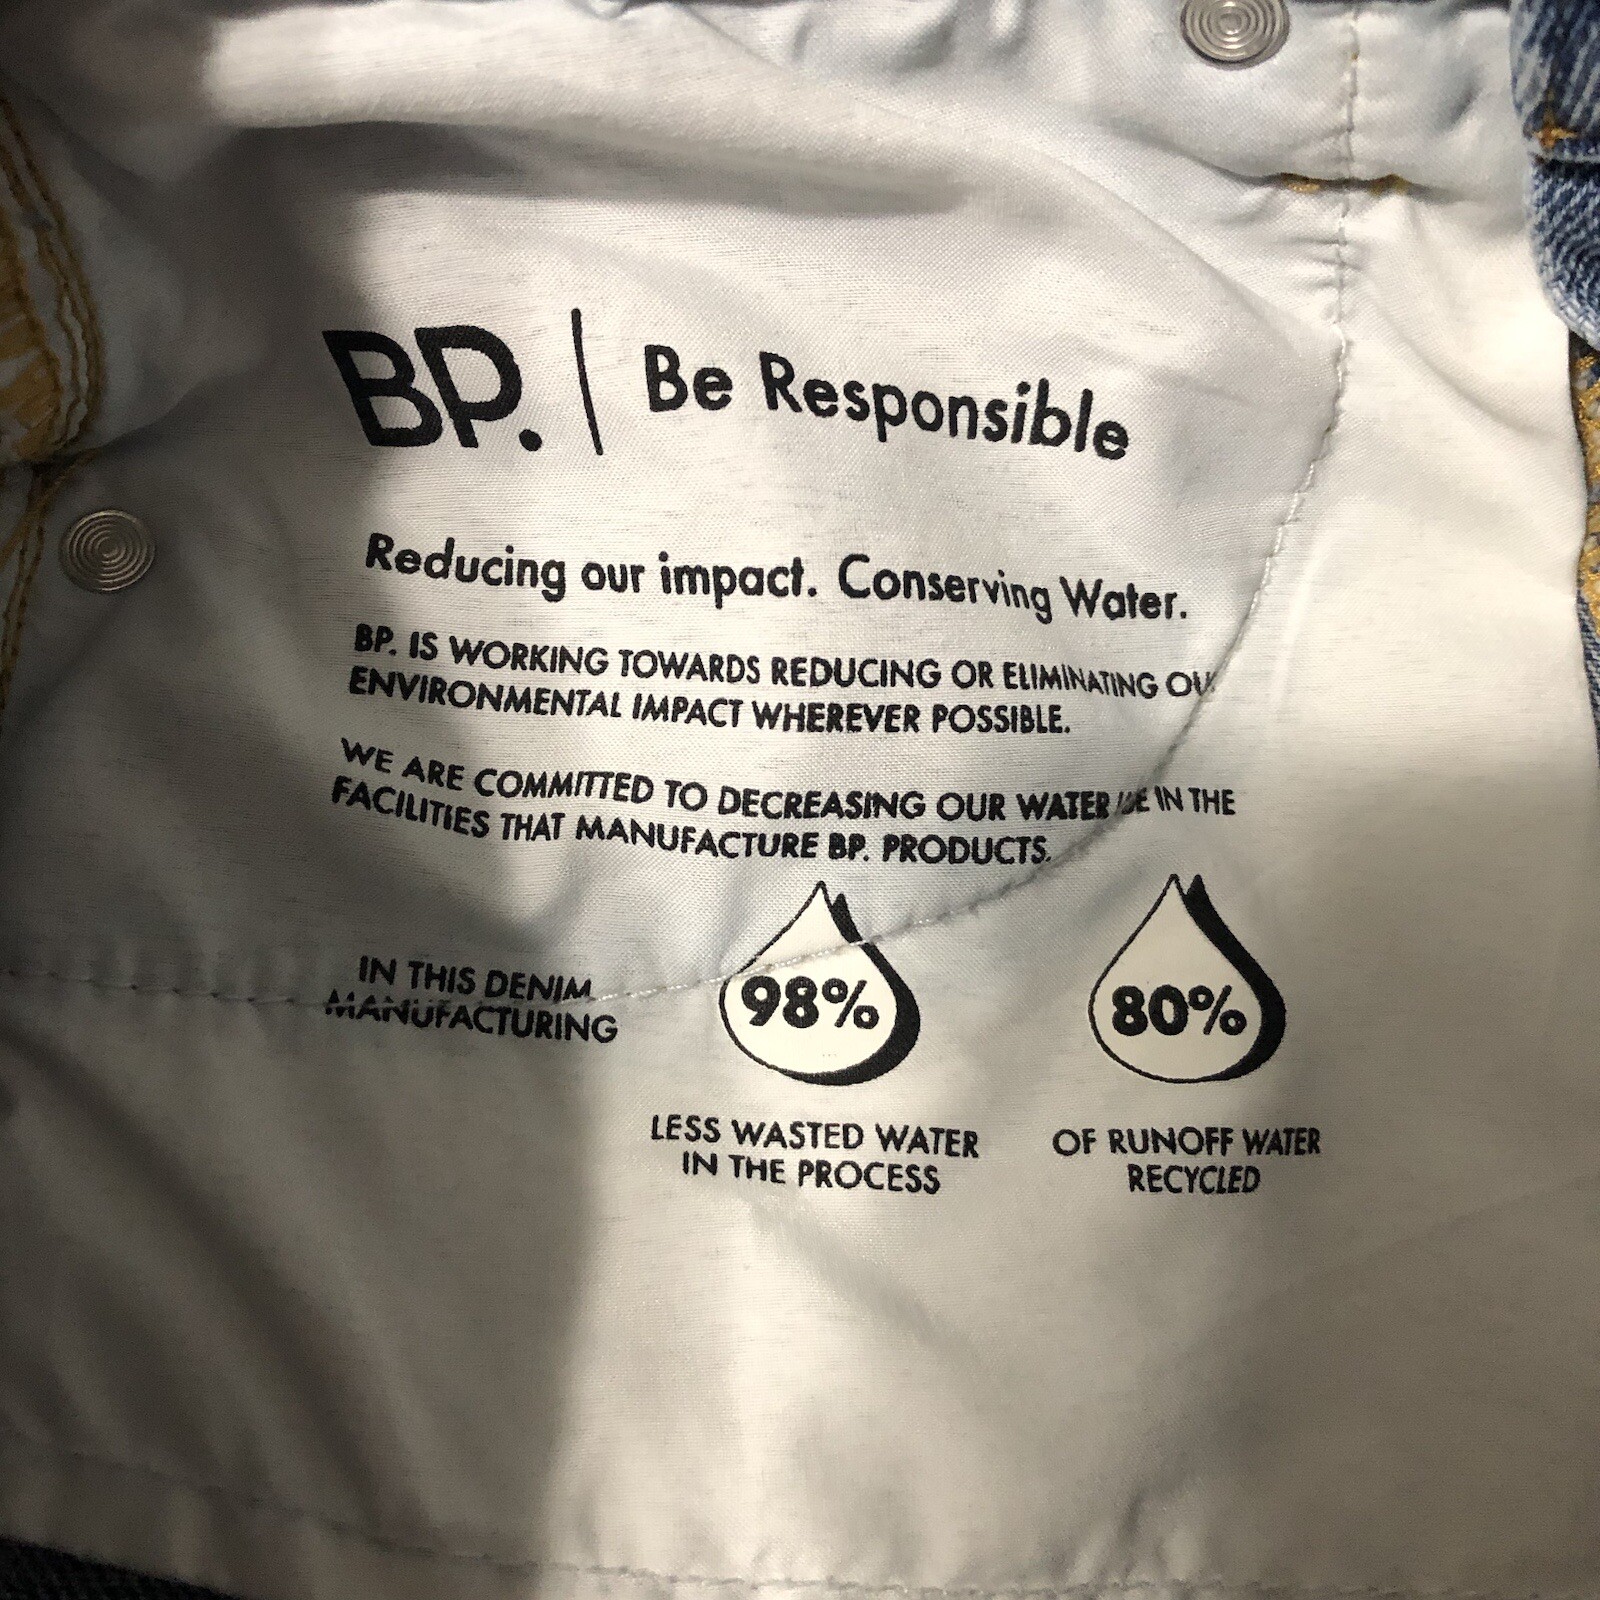 BP. | Be Responsible
Reducing our impact. Conserving Water.
BP. IS WORKING TOWARDS REDUCING OR ELIMINATING
ENVIRONMENTAL IMPACT WHEREVER POSSIBLE.
WE ARE COMMITTED TO DECREASING OUR WATER IN THE
FACILITIES THAT MANUFACTURE BP. PRODUCTS.
IN THIS DENIM
MANUFACTURING
98%
LESS WASTED WATER
IN THE PROCESS
80%
OF RUNOFF WATER
RECYCLED